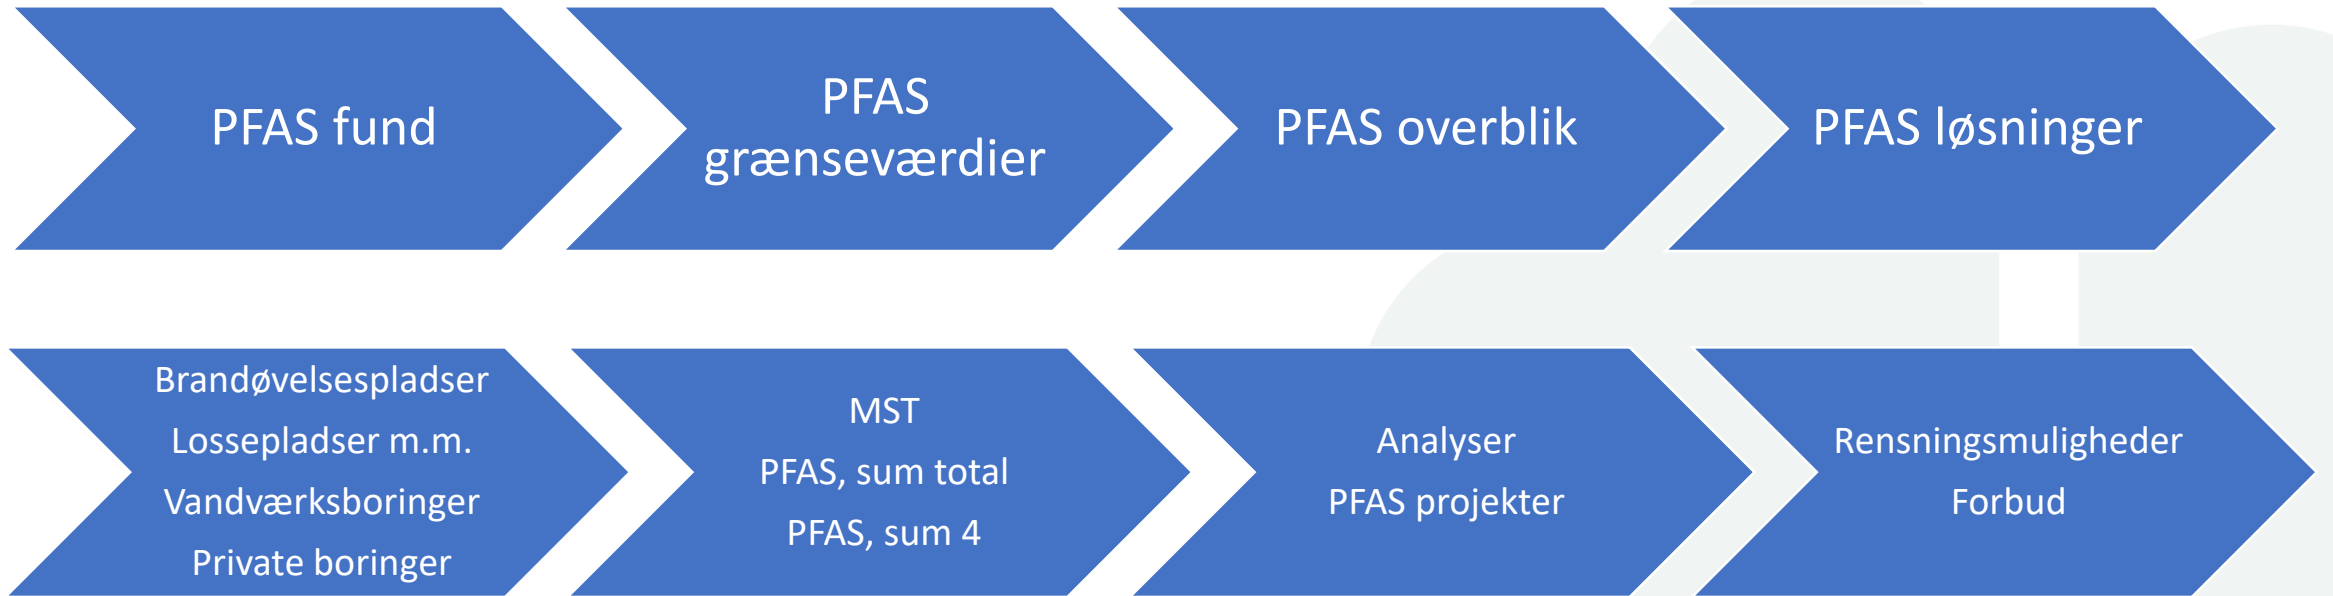 PFAS fund
PFAS
grænseværdier
PFAS overblik
PFAS løsninger
Brandøvelsespladser
Lossepladser m.m.
Vandværksboringer
Private boringer
MST
PFAS, sum total
PFAS, sum 4
Analyser
PFAS projekter
Rensningsmuligheder
Forbud